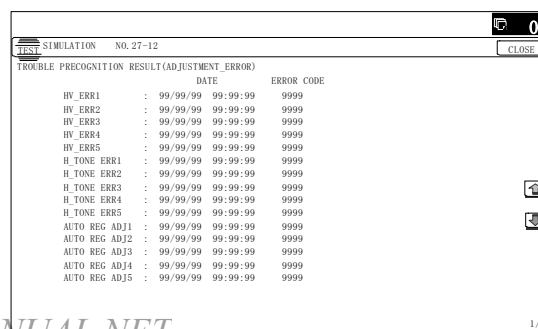 0
TEST SIMULATION NO. 27-12
CLOSE
TROUBLE PRECOGNITION RESULT(ADJUSTMENT_ERROR)
DATE ERROR CODE
HV_ERR1 : 99/99/99 99:99:99 9999
HV_ERR2 : 99/99/99 99:99:99 9999
HV_ERR3 : 99/99/99 99:99:99 9999
HV_ERR4 : 99/99/99 99:99:99 9999
HV_ERR5 : 99/99/99 99:99:99 9999
H_TONE ERR1 : 99/99/99 99:99:99 9999
H_TONE ERR2 : 99/99/99 99:99:99 9999
H_TONE ERR3 : 99/99/99 99:99:99 9999
H_TONE ERR4 : 99/99/99 99:99:99 9999
H_TONE ERR5 : 99/99/99 99:99:99 9999
AUTO REG ADJ1 : 99/99/99 99:99:99 9999
AUTO REG ADJ2 : 99/99/99 99:99:99 9999
AUTO REG ADJ3 : 99/99/99 99:99:99 9999
AUTO REG ADJ4 : 99/99/99 99:99:99 9999
AUTO REG ADJ5 : 99/99/99 99:99:99 9999
1/